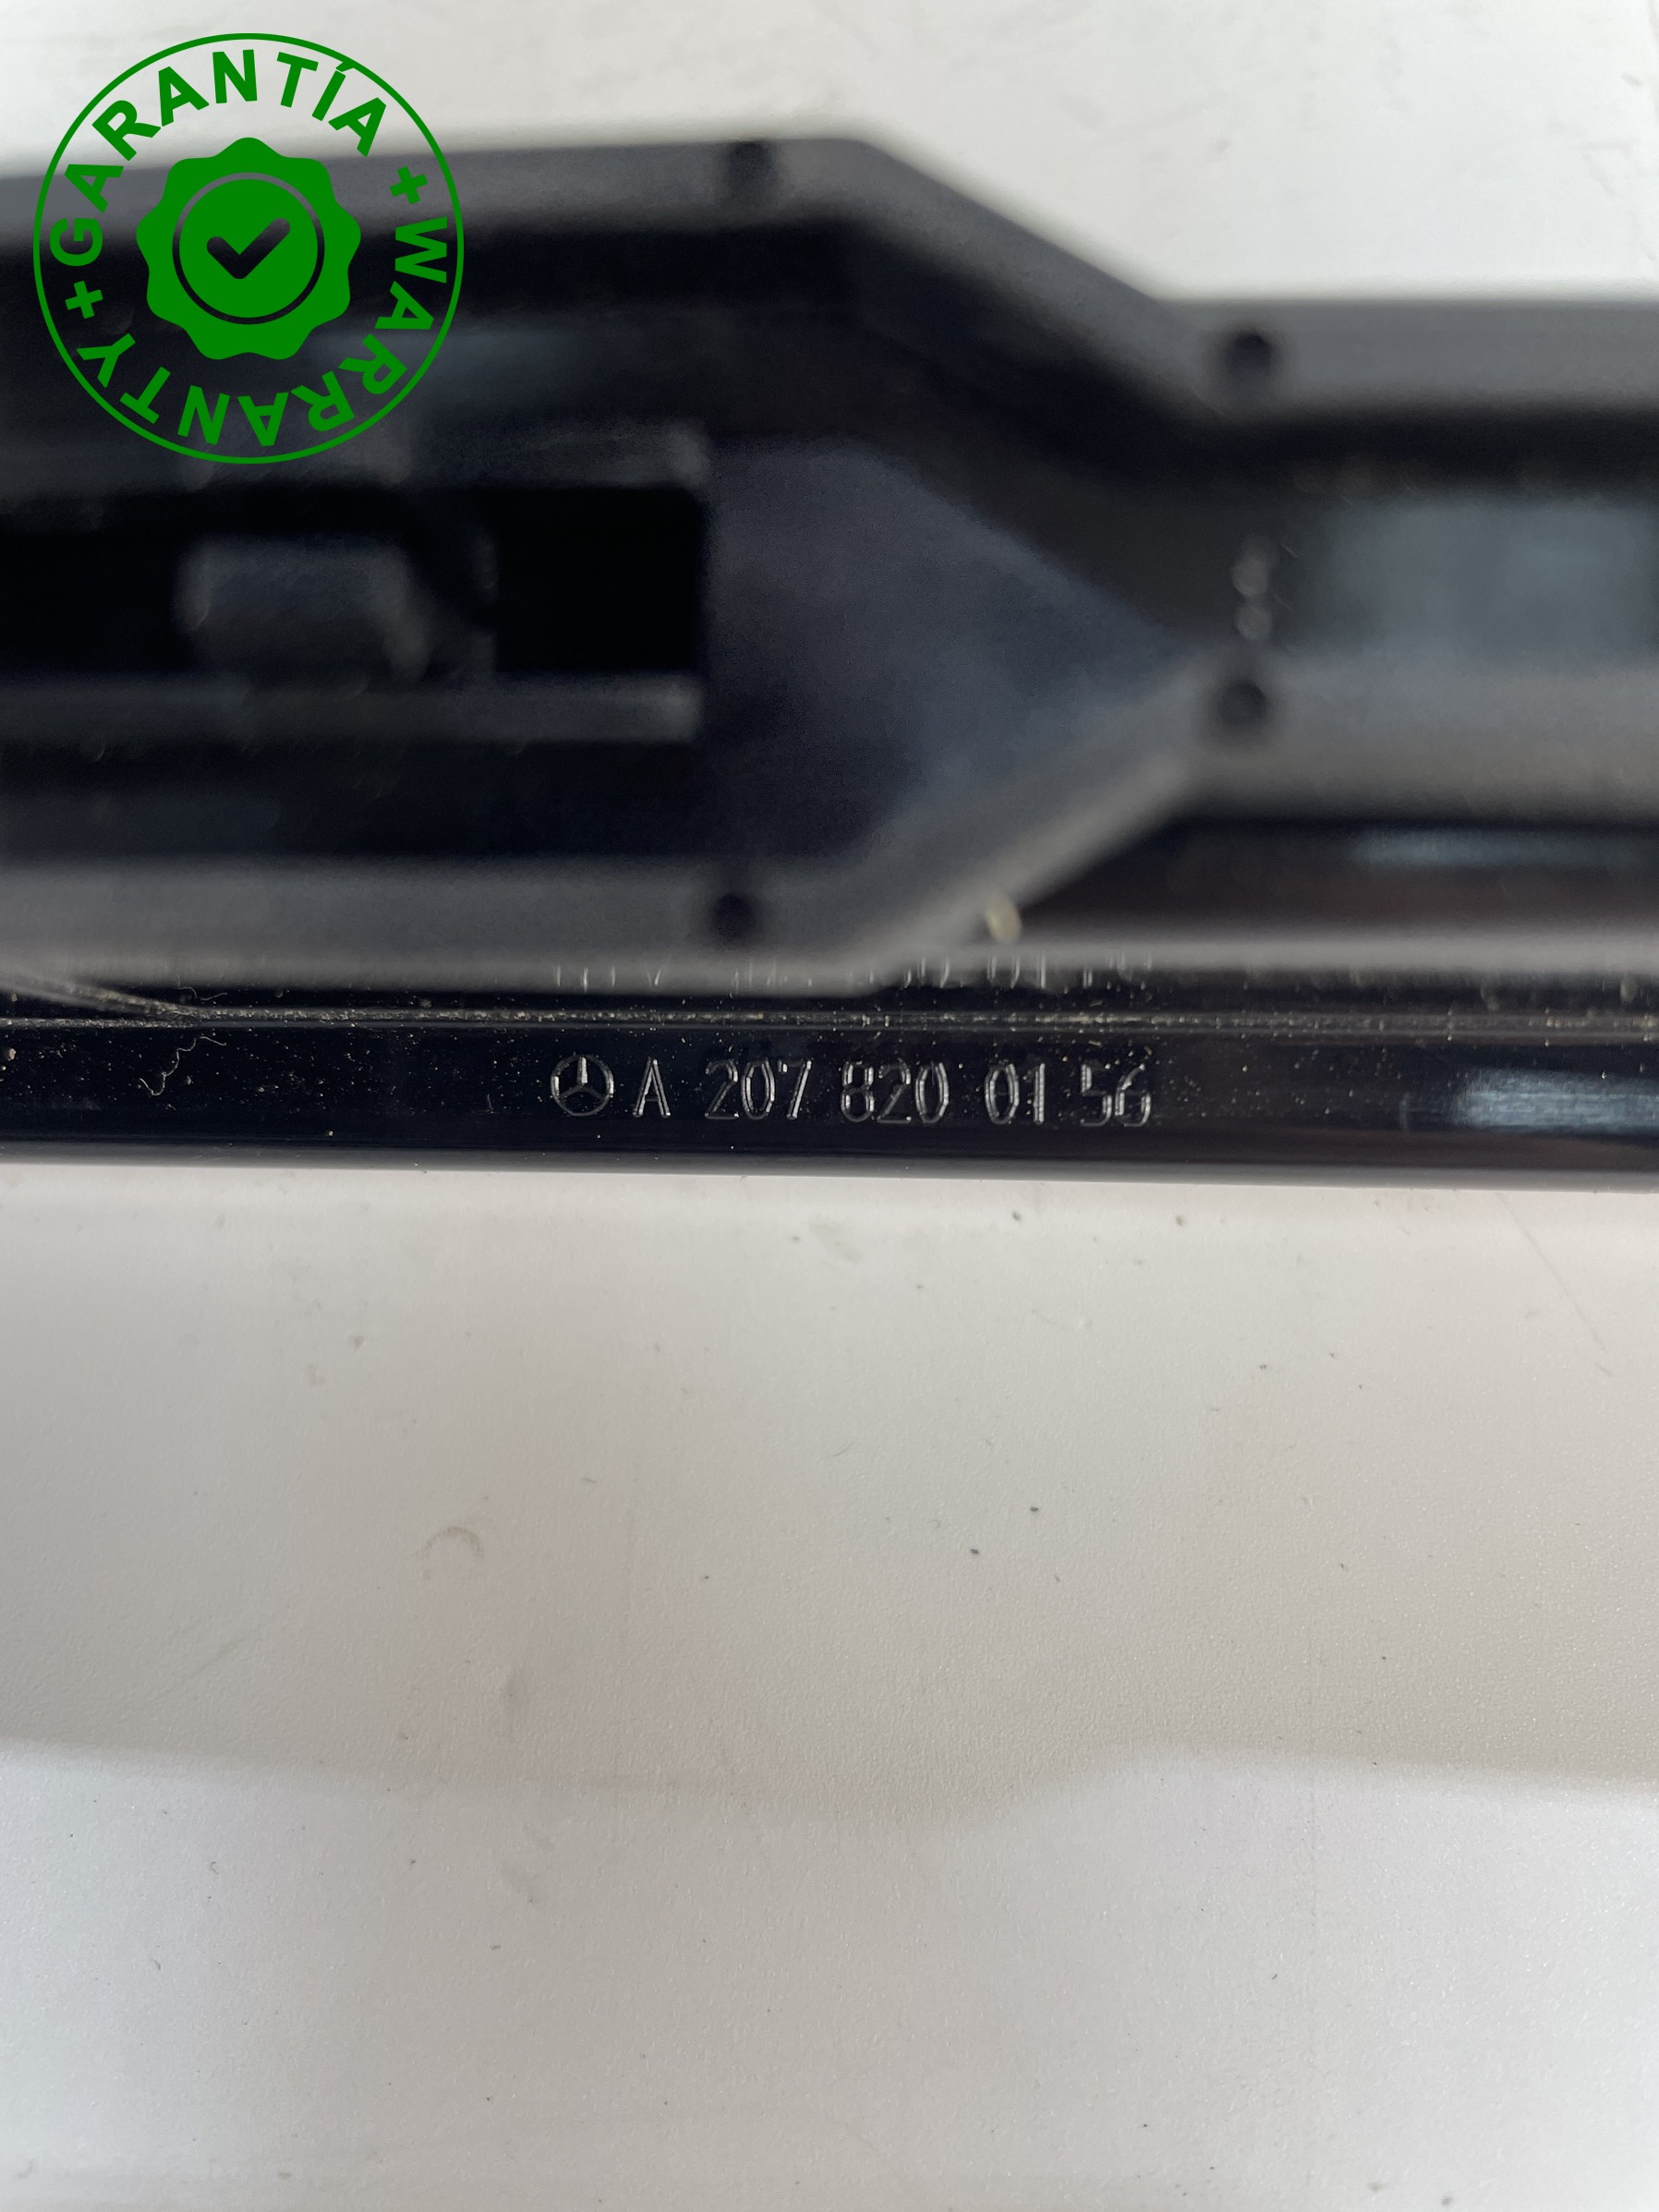 GARANTÍA + WARRANTY +
A 207 820 01 56